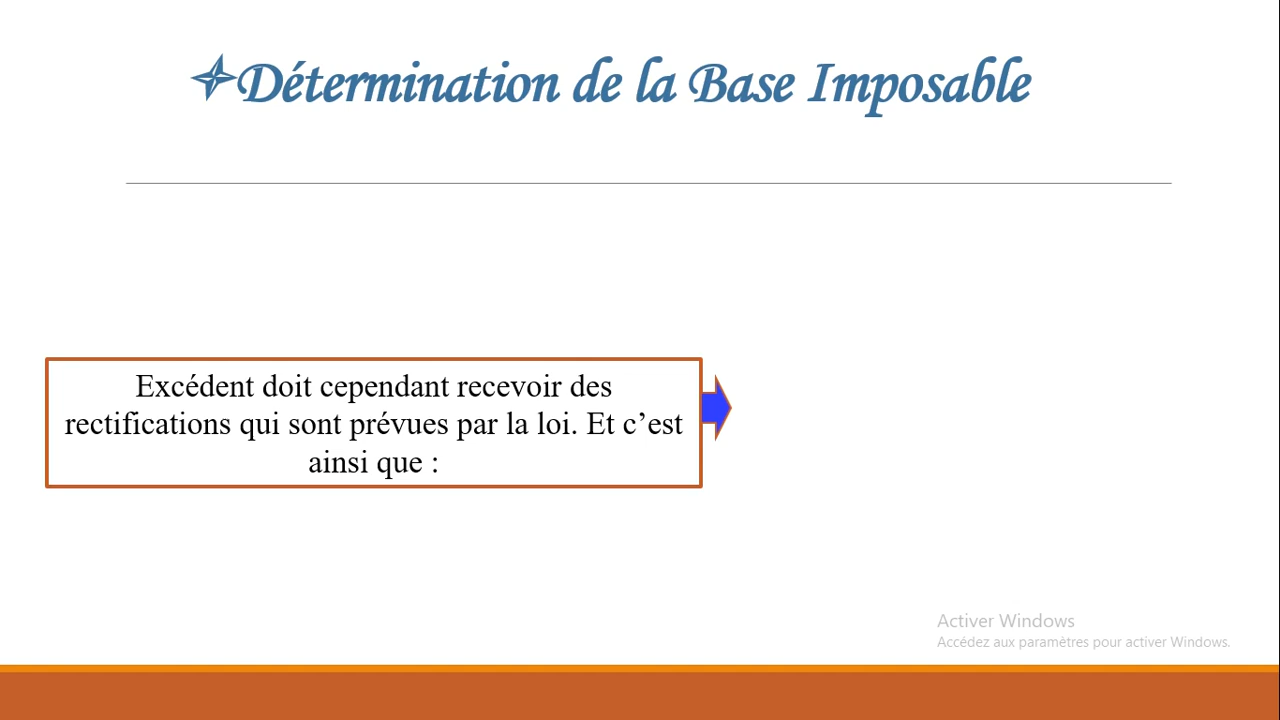 Détermination de la Base Imposable
Excédent doit cependant recevoir des
rectifications qui sont prévues par la loi. Et c’est
ainsi que :
Activer Windows
Accédez aux paramètres pour activer Windows.